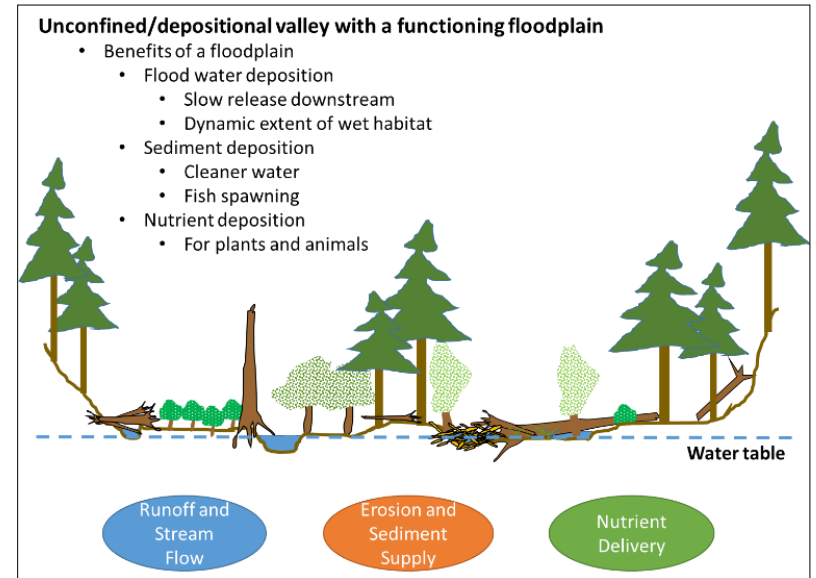 Unconfined/depositional valley with a functioning floodplain
• Benefits of a floodplain
• Flood water deposition
• Slow release downstream
• Dynamic extent of wet habitat
• Sediment deposition
• Cleaner water
• Fish spawning
• Nutrient deposition
• For plants and animals
Water table
Runoff and
Stream
Flow
Erosion and
Sediment
Supply
Nutrient
Delivery